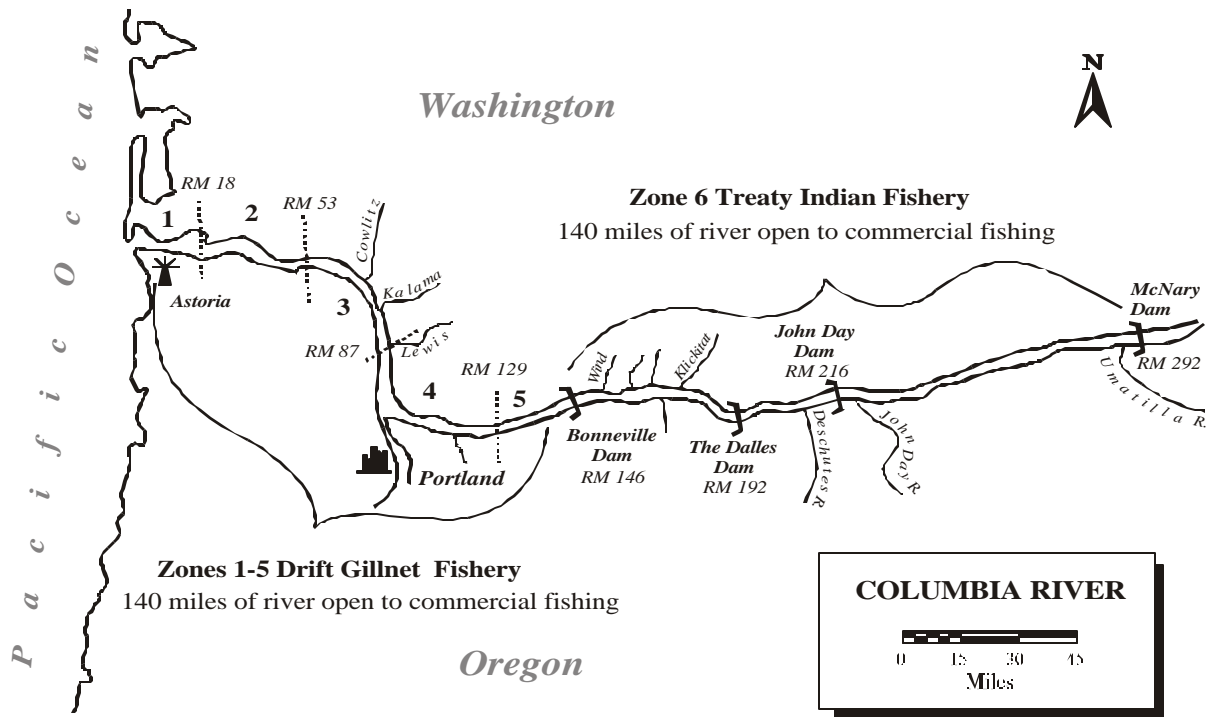 Pacific Ocean
Washington
N
RM 18
RM 53
1
2
Cowlitz
Zone 6 Treaty Indian Fishery
140 miles of river open to commercial fishing
Astoria
3
Kalama
RM 87
Lewis
McNary
Dam
RM 292
John Day
Dam
RM 216
RM 129
4
5
Wind
Klickitat
Umatilla R.
Portland
Bonneville
Dam
RM 146
The Dalles
Dam
RM 192
Deschutes R.
John Day R.
Zones 1-5 Drift Gillnet Fishery
140 miles of river open to commercial fishing
Oregon
COLUMBIA RIVER
0 15 30 45
Miles